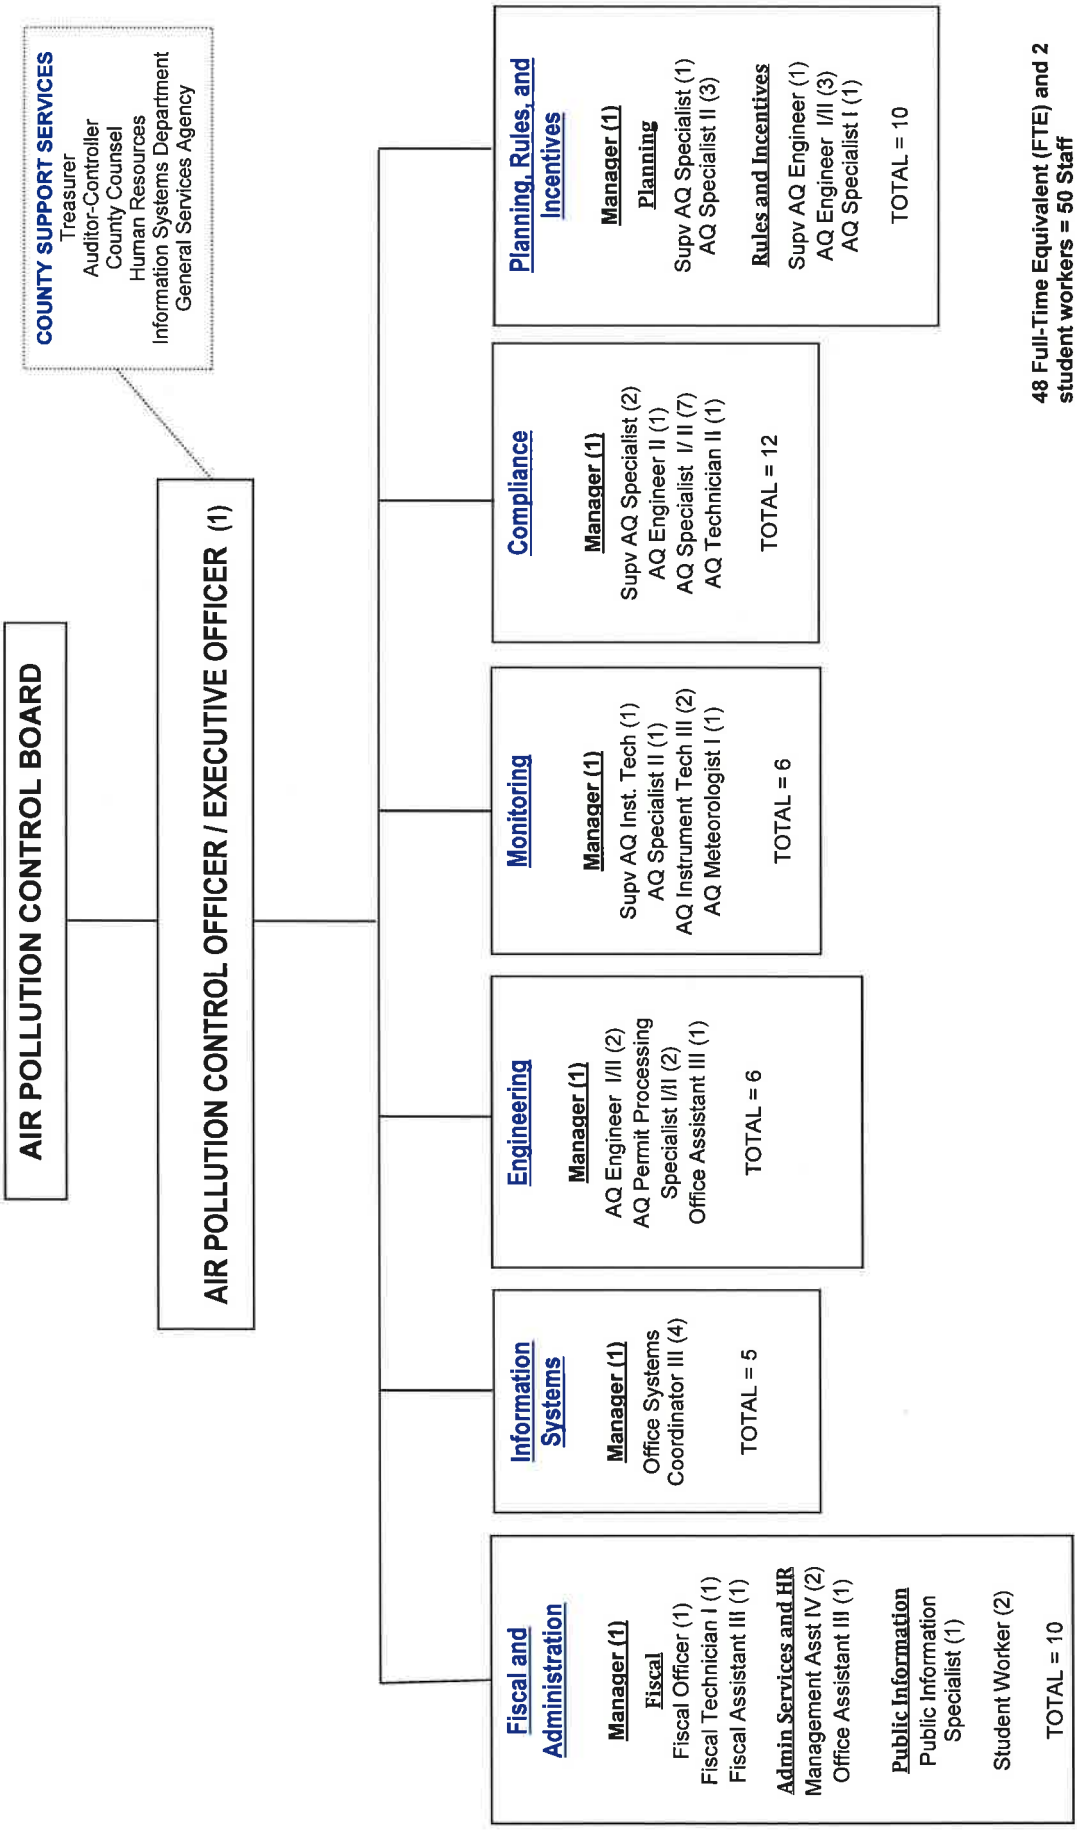 AIR POLLUTION CONTROL BOARD
AIR POLLUTION CONTROL OFFICER / EXECUTIVE OFFICER (1)
COUNTY SUPPORT SERVICES
Treasurer
Auditor-Controller
County Counsel
Human Resources
Information Systems Department
General Services Agency
Fiscal and
Administration
Manager (1)
Fiscal
Fiscal Officer (1)
Fiscal Technician I (1)
Fiscal Assistant III (1)
Admin Services and HR
Management Asst IV (2)
Office Assistant III (1)
Public Information
Public Information
Specialist (1)
Student Worker (2)
TOTAL = 10
Information
Systems
Manager (1)
Office Systems
Coordinator III (4)
TOTAL = 5
Engineering
Manager (1)
AQ Engineer I/II (2)
AQ Permit Processing
Specialist I/II (2)
Office Assistant III (1)
TOTAL = 6
Monitoring
Manager (1)
Supv AQ Inst. Tech (1)
AQ Specialist II (1)
AQ Instrument Tech III (2)
AQ Meteorologist I (1)
TOTAL = 6
Compliance
Manager (1)
Supv AQ Specialist (2)
AQ Engineer II (1)
AQ Specialist I/ II (7)
AQ Technician II (1)
TOTAL = 12
Planning, Rules, and
Incentives
Manager (1)
Planning
Supv AQ Specialist (1)
AQ Specialist II (3)
Rules and Incentives
Supv AQ Engineer (1)
AQ Engineer I/II (3)
AQ Specialist I (1)
TOTAL = 10
48 Full-Time Equivalent (FTE) and 2
student workers = 50 Staff